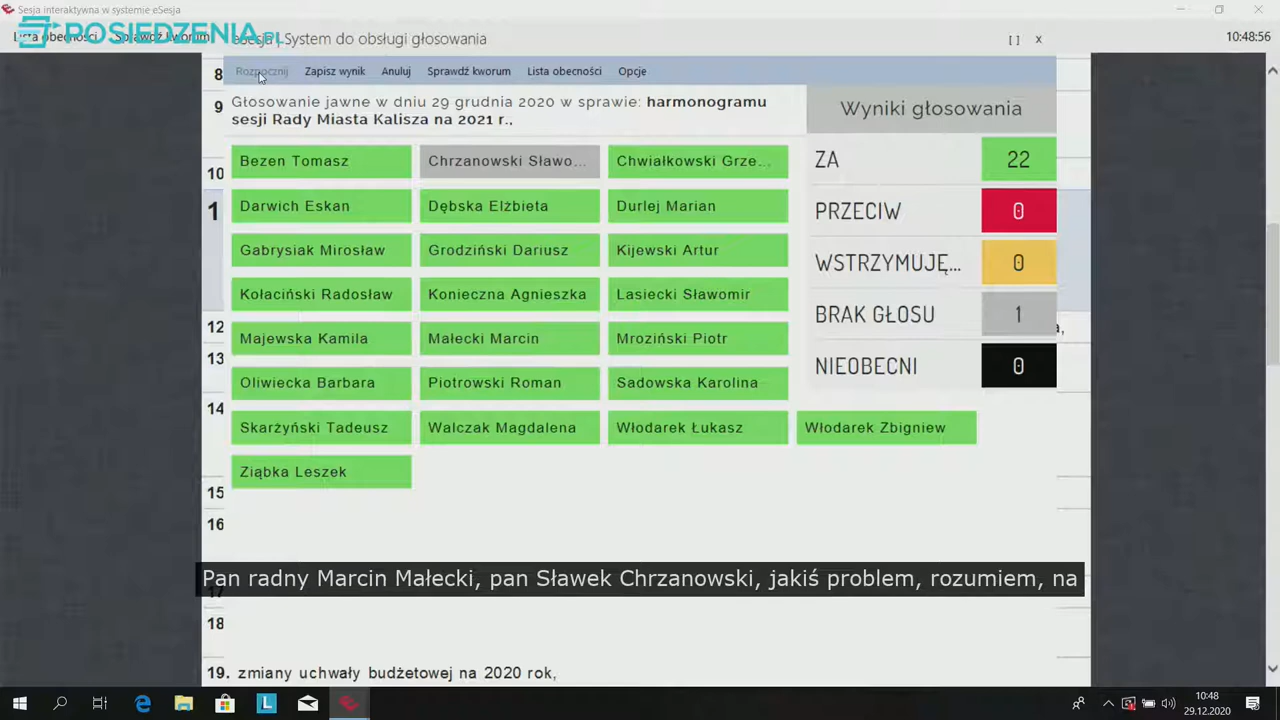 Sesja interaktywna w systemie eSesja
POSIEDZENIA.PL
Lista obecności Sprawdź kworum
eSesja | System do obsługi głosowania
[ ] x
10:48:56
Rozpocznij Zapisz wynik Anuluj Sprawdź kworum Lista obecności Opcje
8
9
Głosowanie jawne w dniu 29 grudnia 2020 w sprawie: harmonogramu
sesji Rady Miasta Kalisza na 2021 r.,
Wyniki głosowania
Bezen Tomasz Chrzanowski Sławo... Chwiałkowski Grze...
ZA 22
10
Darwich Eskan Dębska Elżbieta Durlej Marian
PRZECIW 0
1
Gabrysiak Mirosław Grodziński Dariusz Kijewski Artur
WSTRZYMUJĘ... 0
Kołaciński Radosław Konieczna Agnieszka Lasiecki Sławomir
BRAK GŁOSU 1
12
Majewska Kamila Małecki Marcin Mroziński Piotr
13
NIEOBECNI 0
Oliwiecka Barbara Piotrowski Roman Sadowska Karolina
14
Skarżyński Tadeusz Walczak Magdalena Włodarek Łukasz Włodarek Zbigniew
Ziąbka Leszek
15
16
Pan radny Marcin Małecki, pan Sławek Chrzanowski, jakiś problem, rozumiem, na
17
18
19. zmiany uchwały budżetowej na 2020 rok,
10:48
29.12.2020